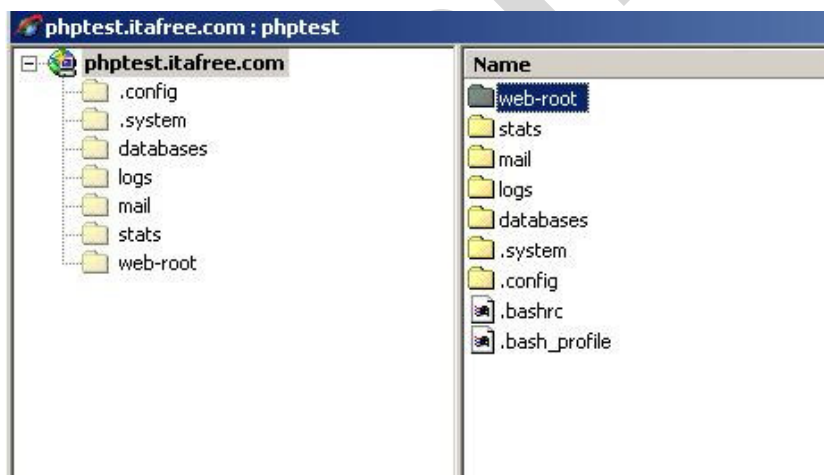 phptest.itafree.com : phptest
phptest.itafree.com
.config
.system
databases
logs
mail
stats
web-root
Name
web-root
stats
mail
logs
databases
.system
.config
.bashrc
.bash_profile